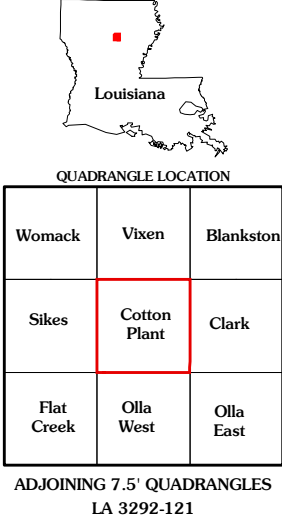 Louisiana
QUADRANGLE LOCATION
Womack
Vixen
Blankston
Sikes
Cotton
Plant
Clark
Flat
Creek
Olla
West
Olla
East
ADJOINING 7.5' QUADRANGLES
LA 3292-121